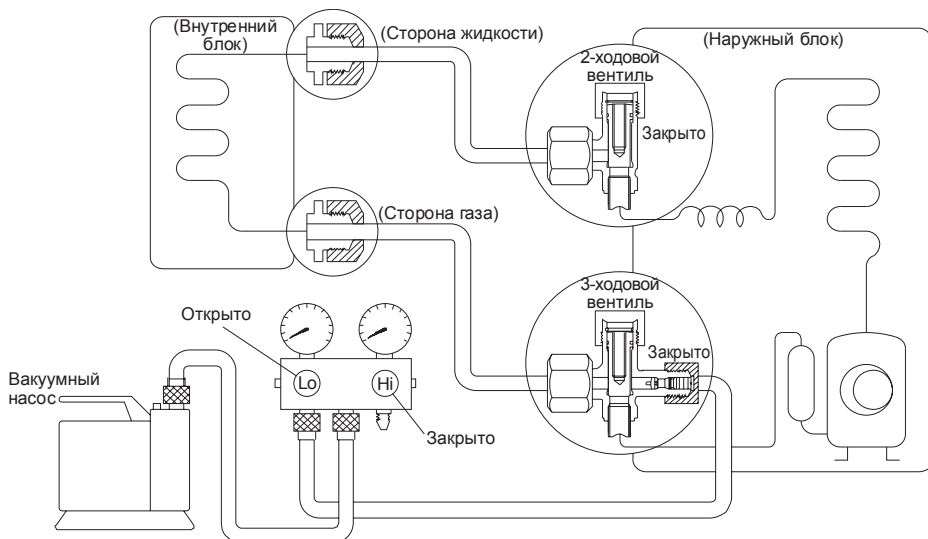 (Внутренний
блок)
(Сторона жидкости)
(Наружный блок)
2-ходовой
вентиль
Закрыто
(Сторона газа)
3-ходовой
вентиль
Закрыто
Открыто
Lo
Hi
Закрыто
Вакуумный
насос